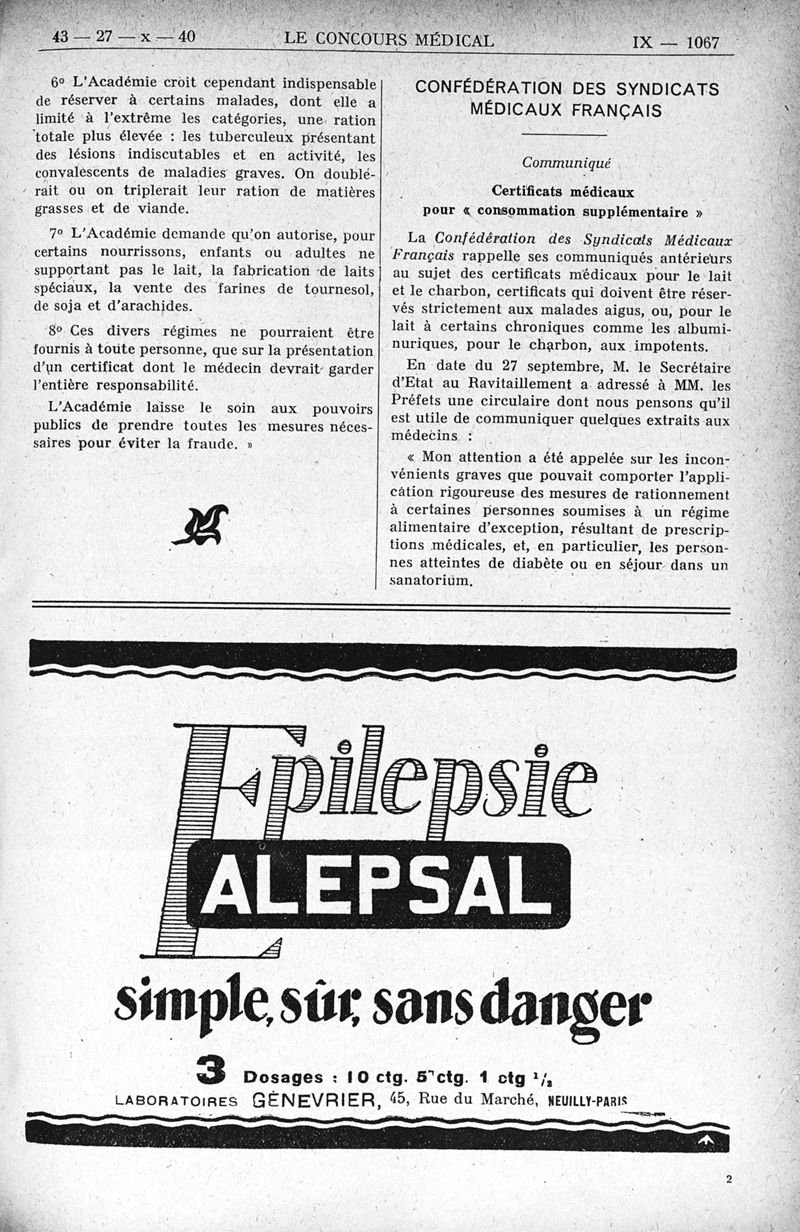 43 — 27 — X — 40
LE CONCOURS MÉDICAL
IX — 1067
6º L'Académie croit cependant indispensable
de réserver à certains malades, dont elle a
limité à l'extrême les catégories, une ration
totale plus élevée : les tuberculeux présentant
des lésions indiscutables et en activité, les
convalescents de maladies graves. On doublé-
rait ou on triplerait leur ration de matières
grasses et de viande.
7º L'Académie demande qu'on autorise, pour
certains nourrissons, enfants ou adultes ne
supportant pas le lait, la fabrication de laits
spéciaux, la vente des farines de tournesol,
de soja et d'arachides.
8º Ces divers régimes ne pourraient être
fournis à toute personne, que sur la présentation
d'un certificat dont le médecin devrait garder
l'entière responsabilité.
L'Académie laisse le soin aux pouvoirs
publics de prendre toutes les mesures néces-
saires pour éviter la fraude. »
CONFÉDÉRATION DES SYNDICATS
MÉDICAUX FRANÇAIS
Communiqué
Certificats médicaux
pour « consommation supplémentaire »
La Confédération des Syndicats Médicaux
Français rappelle ses communiqués antérieurs
au sujet des certificats médicaux pour le lait
et le charbon, certificats qui doivent être réser-
vés strictement aux malades aigus, ou, pour le
lait à certains chroniques comme les albumi-
nuriques, pour le charbon, aux impotents.
En date du 27 septembre, M. le Secrétaire
d'Etat au Ravitaillement a adressé à MM. les
Préfets une circulaire dont nous pensons qu'il
est utile de communiquer quelques extraits aux
médecins :
« Mon attention a été appelée sur les incon-
vénients graves que pouvait comporter l'appli-
cation rigoureuse des mesures de rationnement
à certaines personnes soumises à un régime
alimentaire d'exception, résultant de prescrip-
tions médicales, et, en particulier, les person-
nes atteintes de diabète ou en séjour dans un
sanatorium.
Epilepsie
ALEPSAL
simple, sûr, sans danger
3 Dosages : 10 ctg. 5 ctg. 1 ctg 1/2
LABORATOIRES GÉNEVRIER, 45, Rue du Marché, NEUILLY-PARIS
2